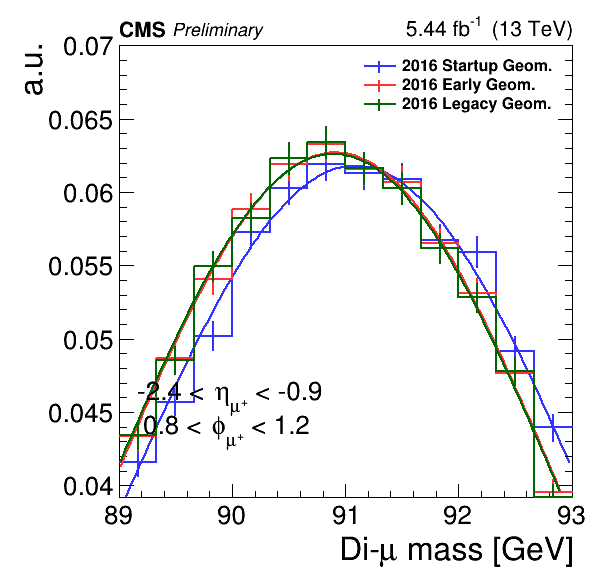 CMS Preliminary 5.44 fb⁻¹ (13 TeV)
a.u.
0.07
0.065
0.06
0.055
0.05
0.045
0.04
2016 Startup Geom.
2016 Early Geom.
2016 Legacy Geom.
-2.4 < η_μ⁺ < -0.9
0.8 < ϕ_μ⁺ < 1.2
89 90 91 92 93
Di-μ mass [GeV]